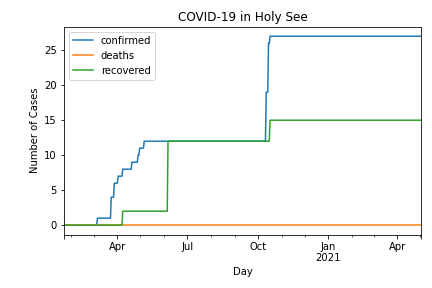 COVID-19 in Holy See
confirmed
deaths
recovered
Number of Cases
25
20
15
10
5
0
Apr
Jul
Oct
Jan
2021
Apr
Day